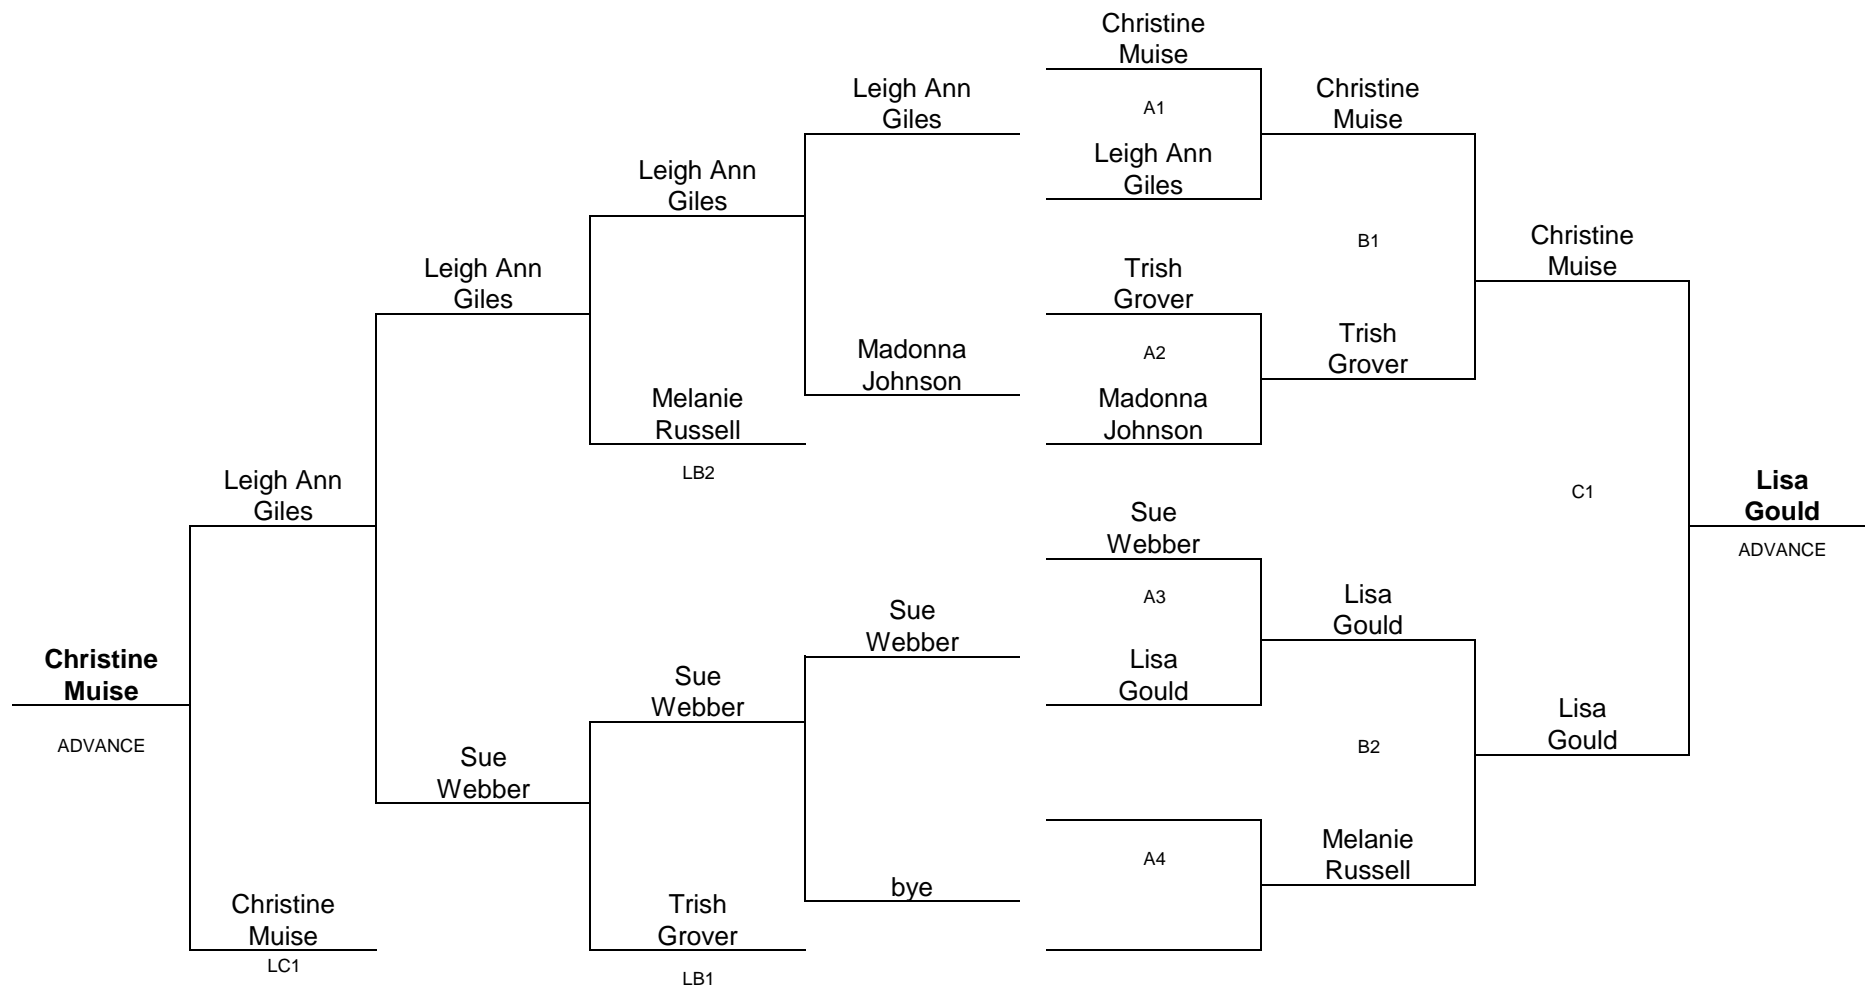 Christine
Muise
Leigh Ann
Giles
A1
Christine
Muise
Leigh Ann
Giles
Leigh Ann
Giles
Christine
Muise
B1
Leigh Ann
Giles
Trish
Grover
Trish
Grover
Madonna
Johnson
A2
Melanie
Russell
Madonna
Johnson
LB2
Leigh Ann
Giles
C1
Lisa
Gould
ADVANCE
Sue
Webber
A3
Lisa
Gould
Sue
Webber
Christine
Muise
ADVANCE
Sue
Webber
Lisa
Gould
Lisa
Gould
B2
Sue
Webber
Melanie
Russell
A4
bye
Christine
Muise
LC1
Trish
Grover
LB1